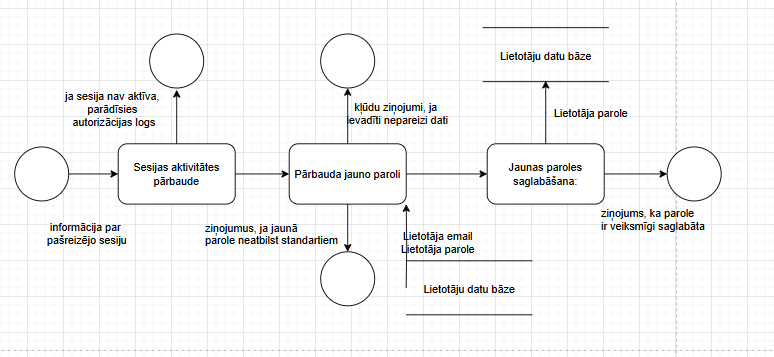 Lietotāju datu bāze
ja sesija nav aktīva,
parādīsies
autorizācijas logs
kļūdu ziņojumi, ja
ievadīti nepareizi dati
Lietotāja parole
Sesijas aktivitātes
pārbaude
Pārbauda jauno paroli
Jaunas paroles
saglabāšana:
informācija par
pašreizējo sesiju
ziņojumus, ja jaunā
parole neatbilst standartiem
Lietotāja email
Lietotāja parole
ziņojums, ka parole
ir veiksmīgi saglabāta
Lietotāju datu bāze